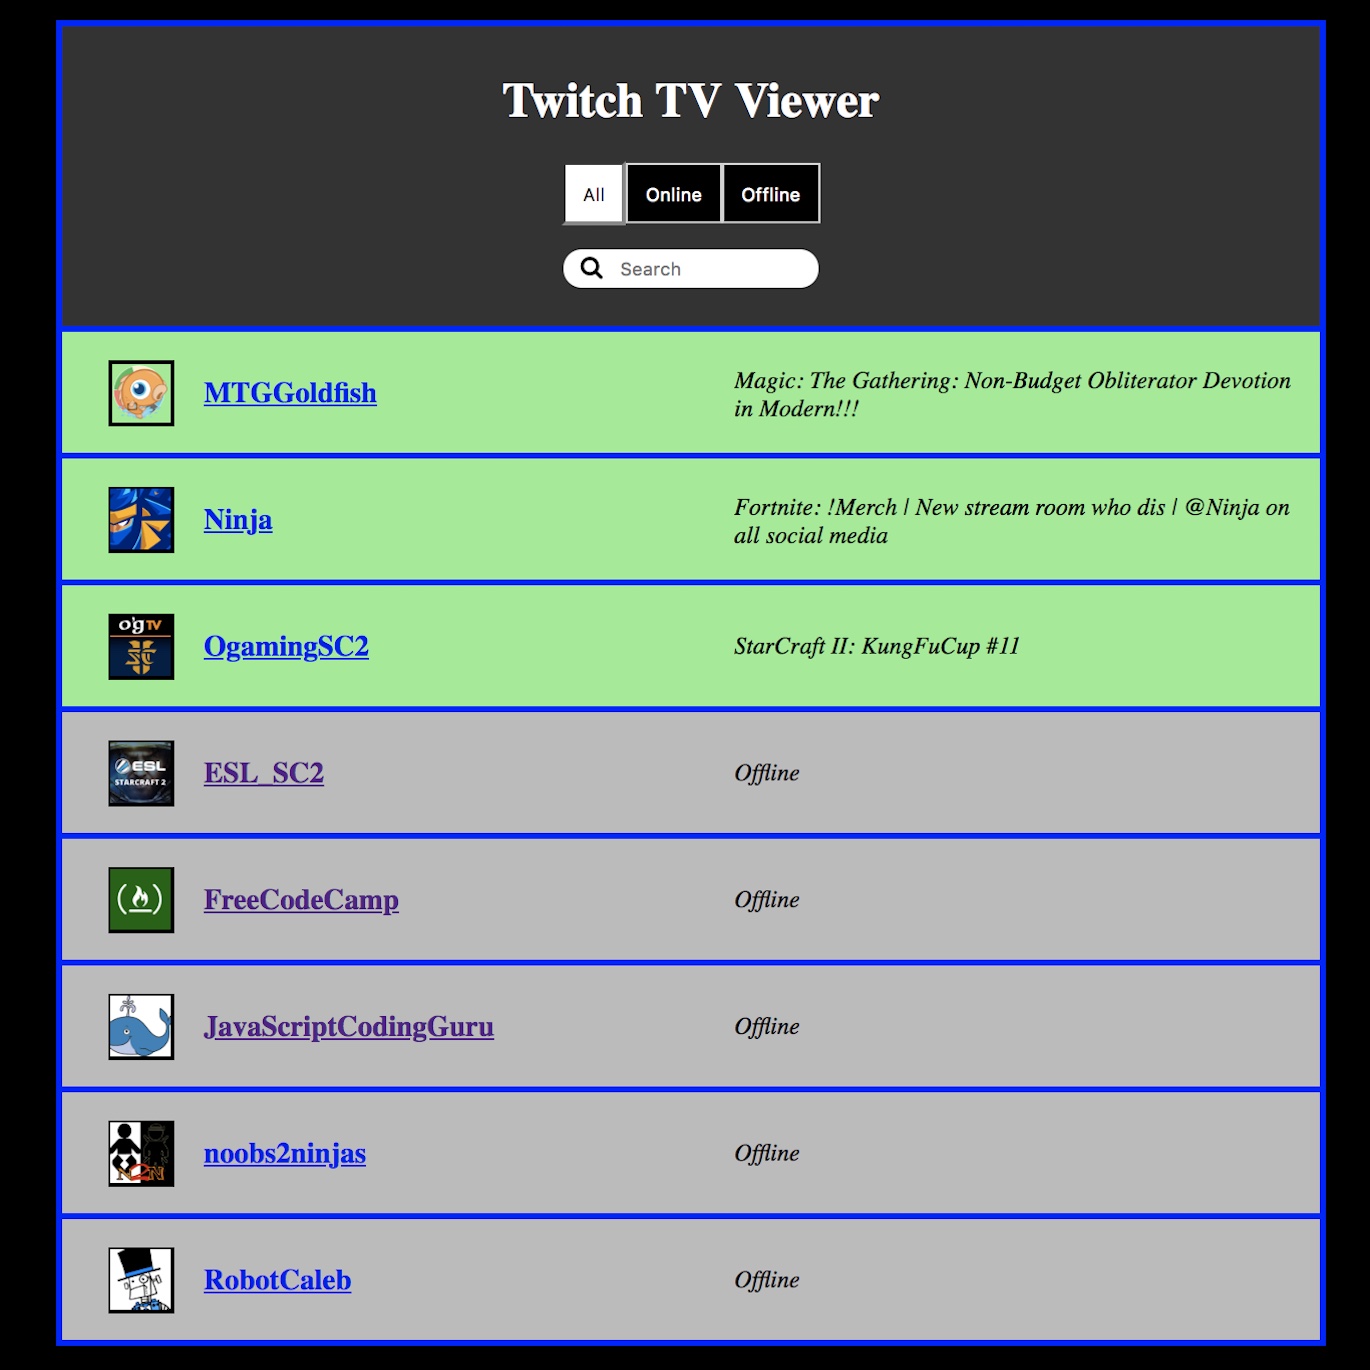 Twitch TV Viewer
All
Online
Offline
Search
MTGGoldfish
Magic: The Gathering: Non-Budget Obliterator Devotion
in Modern!!!
Ninja
Fortnite: !Merch | New stream room who dis | @Ninja on
all social media
o'gTV
SC
OgamingSC2
StarCraft II: KungFuCup #11
ESL
STARCRAFT 2
ESL_SC2
Offline
FreeCodeCamp
Offline
JavaScriptCodingGuru
Offline
N2N
noobs2ninjas
Offline
RobotCaleb
Offline